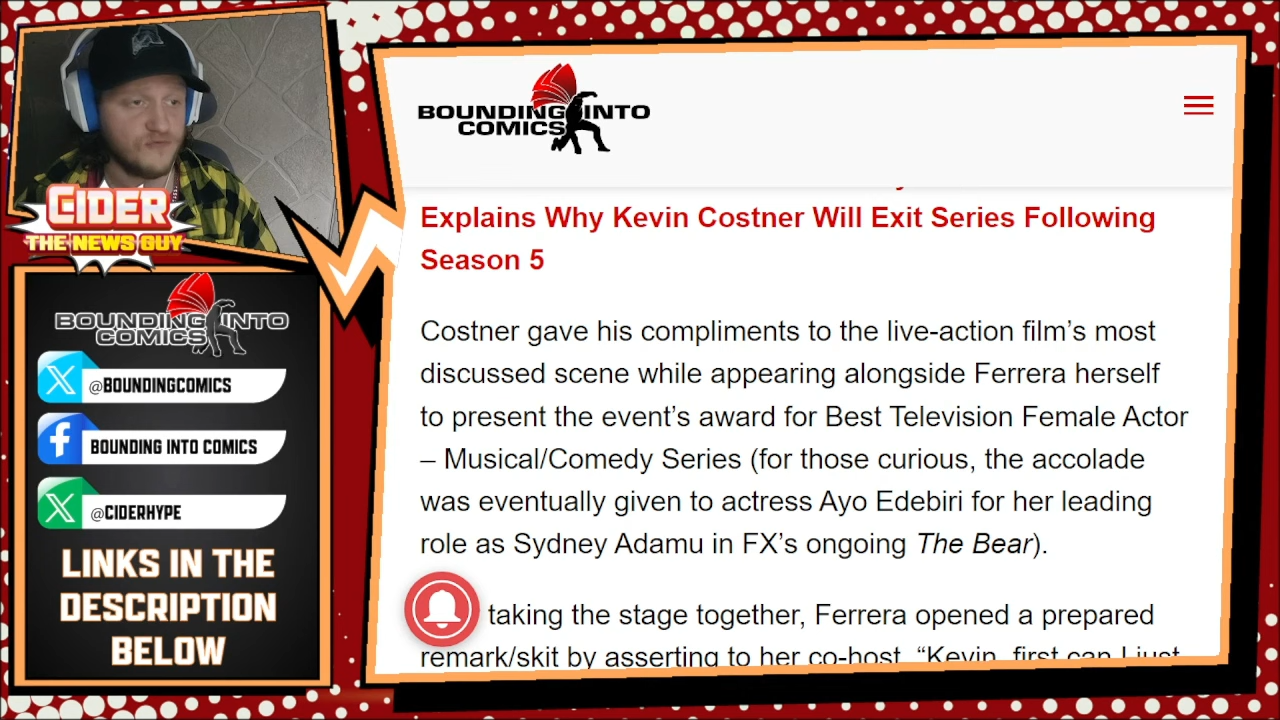 CIDER
THE NEWS GUY
BOUNDING INTO
COMICS
@BOUNDINGCOMICS
BOUNDING INTO COMICS
@CIDERHYPE
LINKS IN THE
DESCRIPTION
BELOW
BOUNDING INTO
COMICS
Explains Why Kevin Costner Will Exit Series Following
Season 5
Costner gave his compliments to the live-action film’s most
discussed scene while appearing alongside Ferrera herself
to present the event’s award for Best Television Female Actor
– Musical/Comedy Series (for those curious, the accolade
was eventually given to actress Ayo Edebiri for her leading
role as Sydney Adamu in FX’s ongoing The Bear).
taking the stage together, Ferrera opened a prepared
remark/skit by asserting to her co-host, “Kevin, first can I just